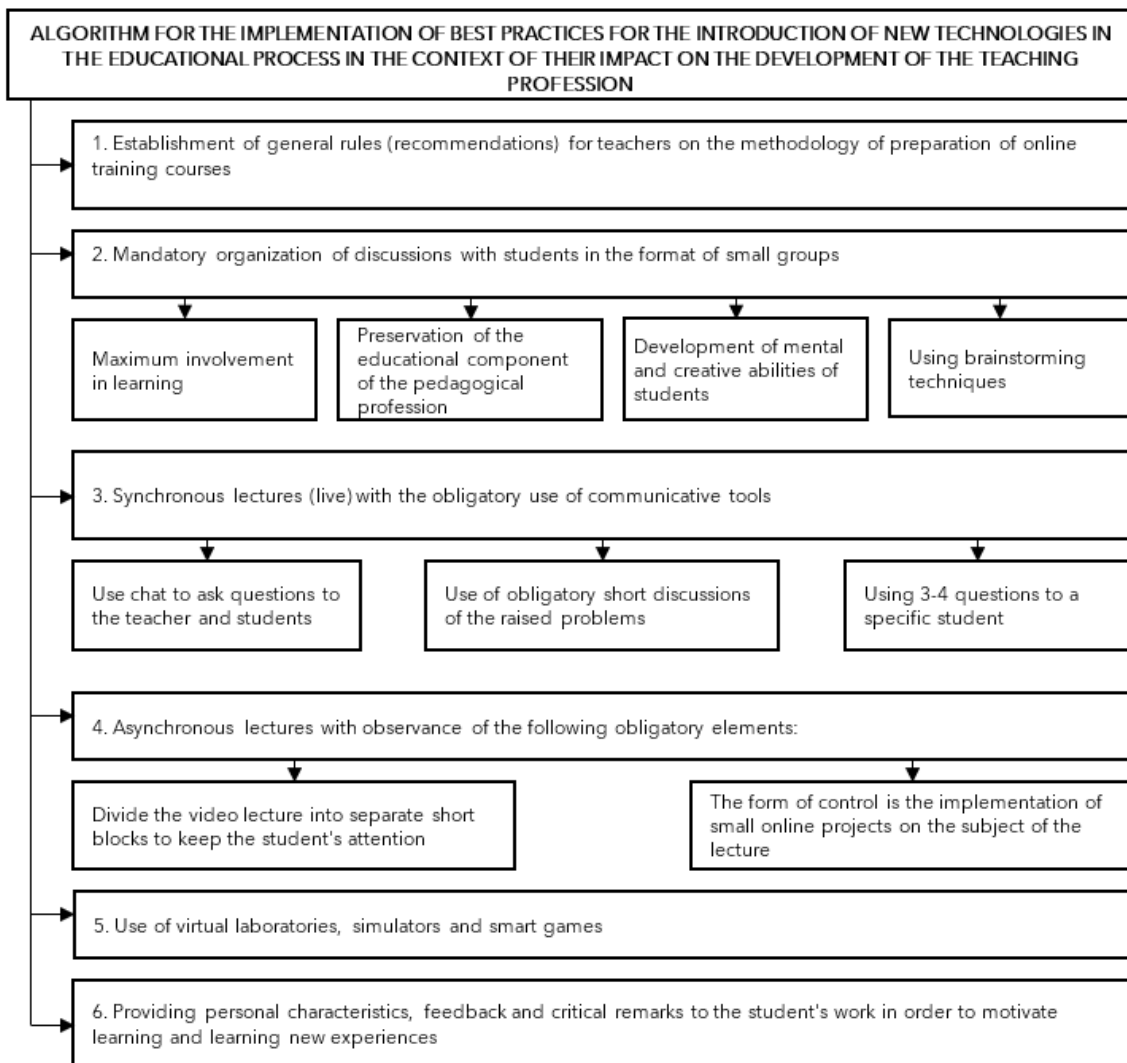 ALGORITHM FOR THE IMPLEMENTATION OF BEST PRACTICES FOR THE INTRODUCTION OF NEW TECHNOLOGIES IN
THE EDUCATIONAL PROCESS IN THE CONTEXT OF THEIR IMPACT ON THE DEVELOPMENT OF THE TEACHING
PROFESSION
1. Establishment of general rules (recommendations) for teachers on the methodology of preparation of online
training courses
2. Mandatory organization of discussions with students in the format of small groups
Maximum involvement
in learning
Preservation of the
educational component
of the pedagogical
profession
Development of mental
and creative abilities of
students
Using brainstorming
techniques
3. Synchronous lectures (live) with the obligatory use of communicative tools
Use chat to ask questions to
the teacher and students
Use of obligatory short discussions
of the raised problems
Using 3-4 questions to a
specific student
4. Asynchronous lectures with observance of the following obligatory elements:
Divide the video lecture into separate short
blocks to keep the student's attention
The form of control is the implementation of
small online projects on the subject of the
lecture
5. Use of virtual laboratories, simulators and smart games
6. Providing personal characteristics, feedback and critical remarks to the student's work in order to motivate
learning and learning new experiences